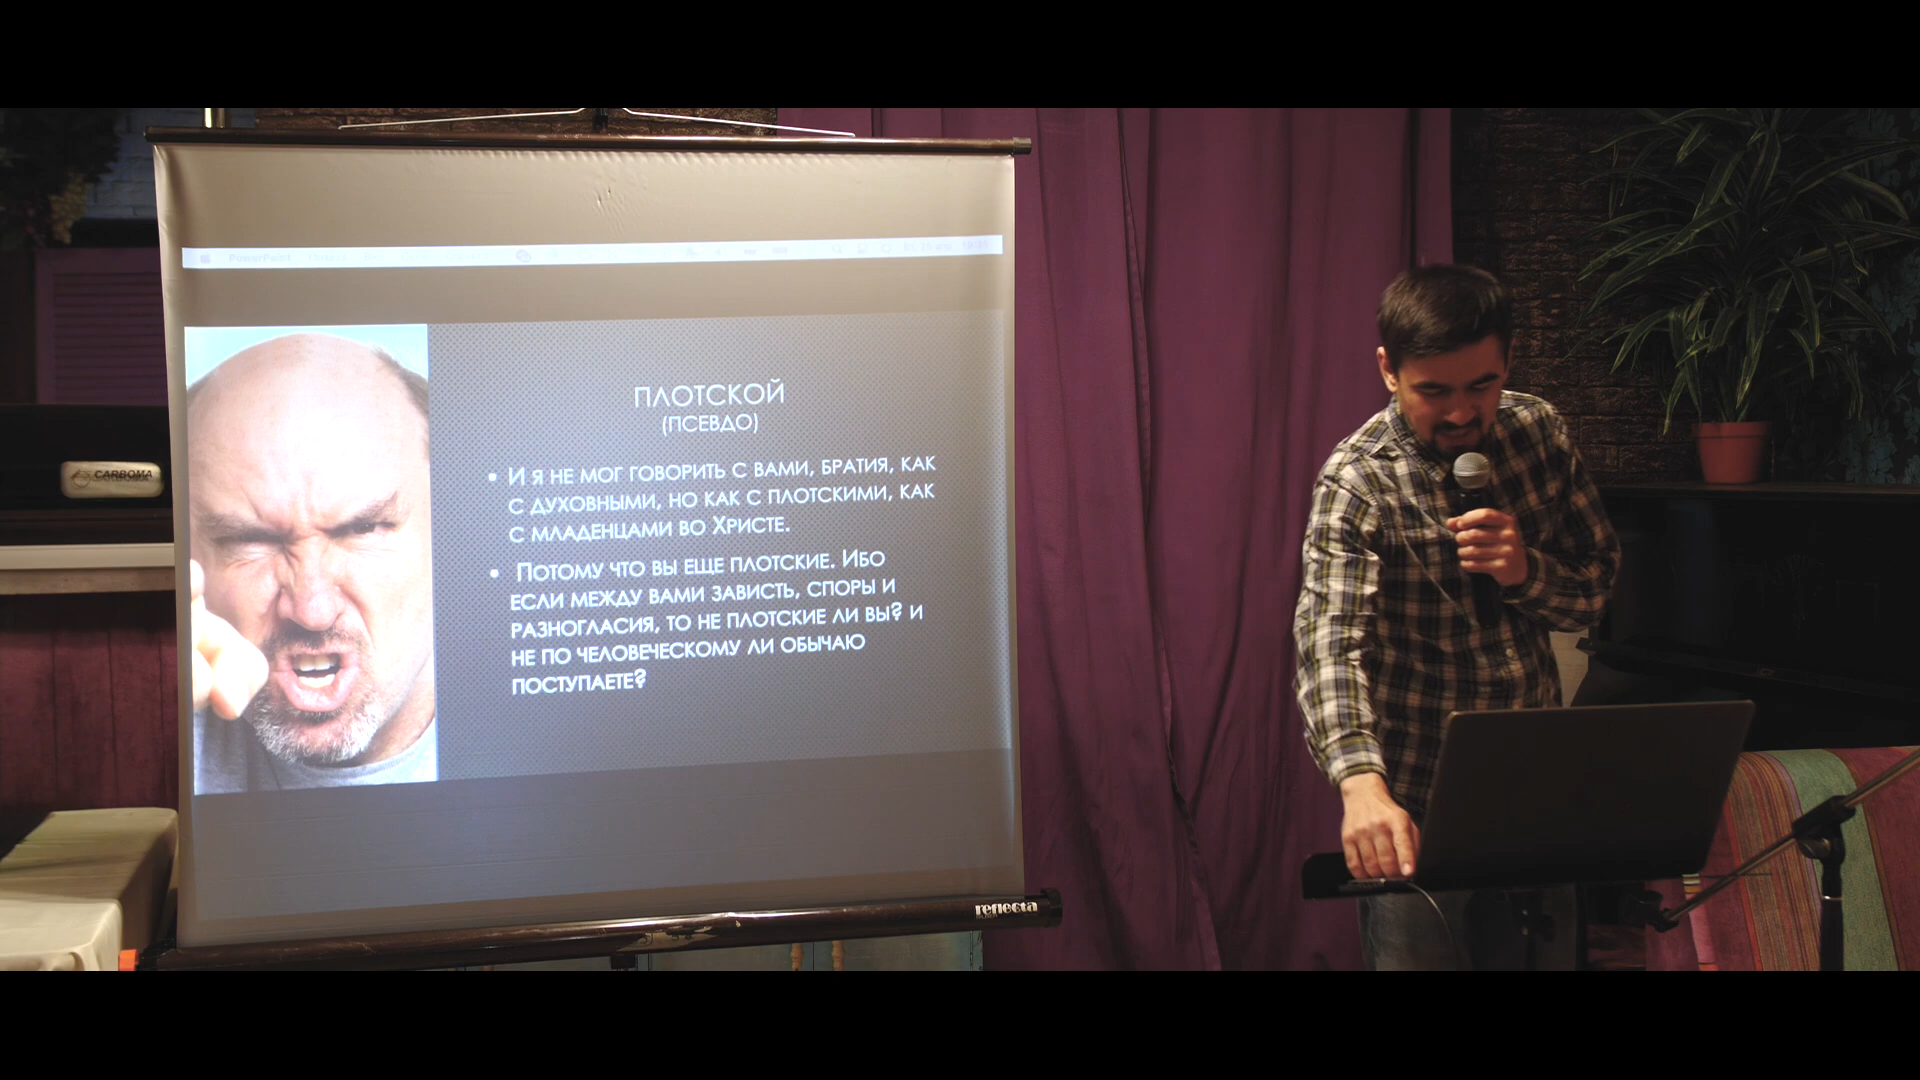 PowerPoint
ПЛОТСКОЙ
(ПСЕВДО)
• И я не мог говорить с вами, братия, как
с духовными, но как с плотскими, как
с младенцами во Христе.
• Потому что вы еще плотские. Ибо
если между вами зависть, споры и
разногласия, то не плотские ли вы? и
не по человеческому ли обычаю
поступаете?
CARBOMA
reflecta